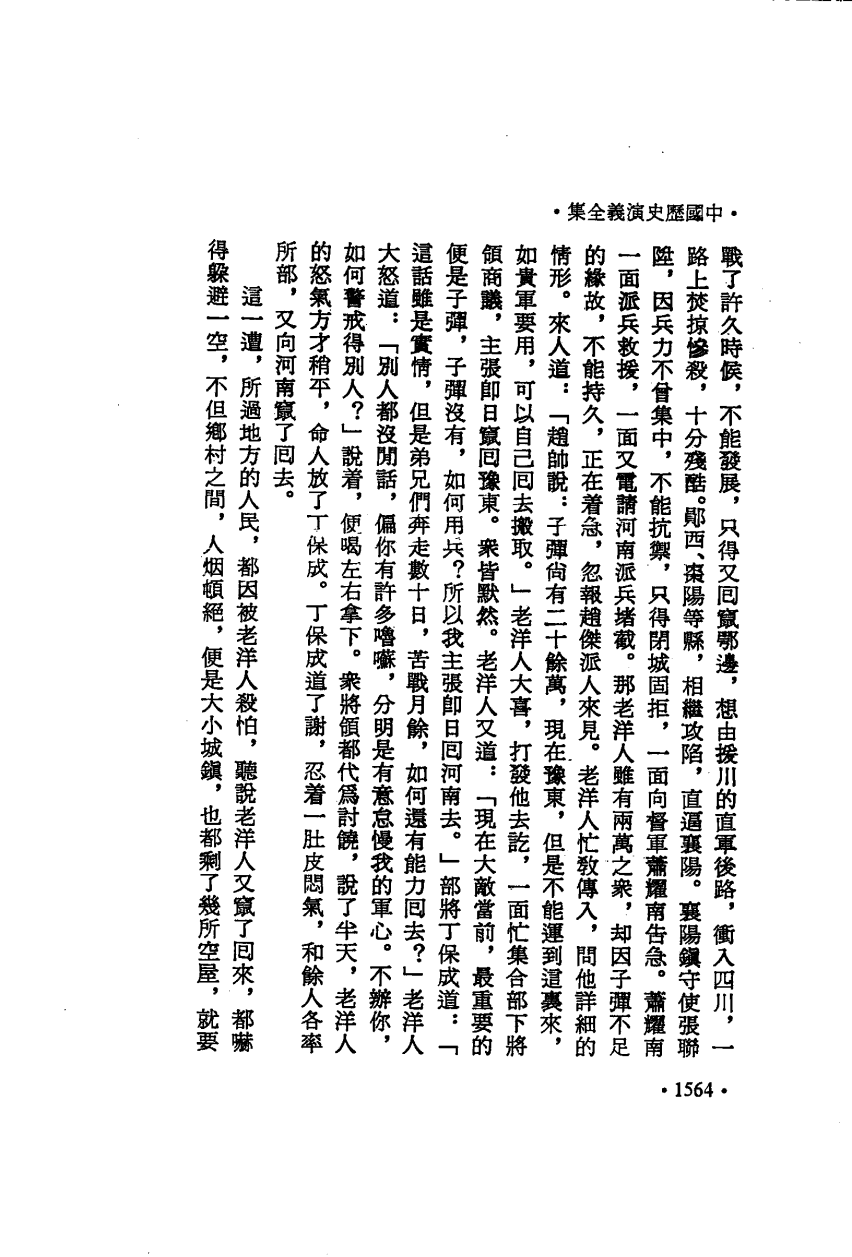 ·中國歷史演義全集·
戰了許久時候，不能發展，只得又囘竄鄂邊，想由援川的直軍後路，衝入四川，一
路上焚掠慘殺，十分殘酷。鄖西、棗陽等縣，相繼攻陷，直逼襄陽。襄陽鎭守使張聯
陞，因兵力不曾集中，不能抗禦，只得閉城固拒，一面向督軍蕭耀南告急。蕭耀南
一面派兵救援，一面又電請河南派兵堵截。那老洋人雖有兩萬之衆，却因子彈不足
的緣故，不能持久，正在着急，忽報趙傑派人來見。老洋人忙敎傳入，問他詳細的
情形。來人道：「趙帥說：子彈尙有二十餘萬，現在豫東，但是不能運到這裏來，
如貴軍要用，可以自己囘去搬取。」老洋人大喜，打發他去訖，一面忙集合部下將
領商議，主張卽日竄囘豫東。衆皆默然。老洋人又道：「現在大敵當前，最重要的
便是子彈，子彈沒有，如何用兵？所以我主張卽日囘河南去。」部將丁保成道：「
這話雖是實情，但是弟兄們奔走數十日，苦戰月餘，如何還有能力囘去？」老洋人
大怒道：「別人都沒閒話，偏你有許多嚕囌，分明是有意怠慢我的軍心。不辦你，
如何警戒得別人？」說着，便喝左右拿下。衆將領都代爲討饒，說了半天，老洋人
的怒氣方才稍平，命人放了丁保成。丁保成道了謝，忍着一肚皮悶氣，和餘人各率
所部，又向河南竄了囘去。
這一遭，所過地方的人民，都因被老洋人殺怕，聽說老洋人又竄了囘來，都嚇
得躱避一空，不但鄉村之間，人烟頓絕，便是大小城鎭，也都剩了幾所空屋，就要
·1564·